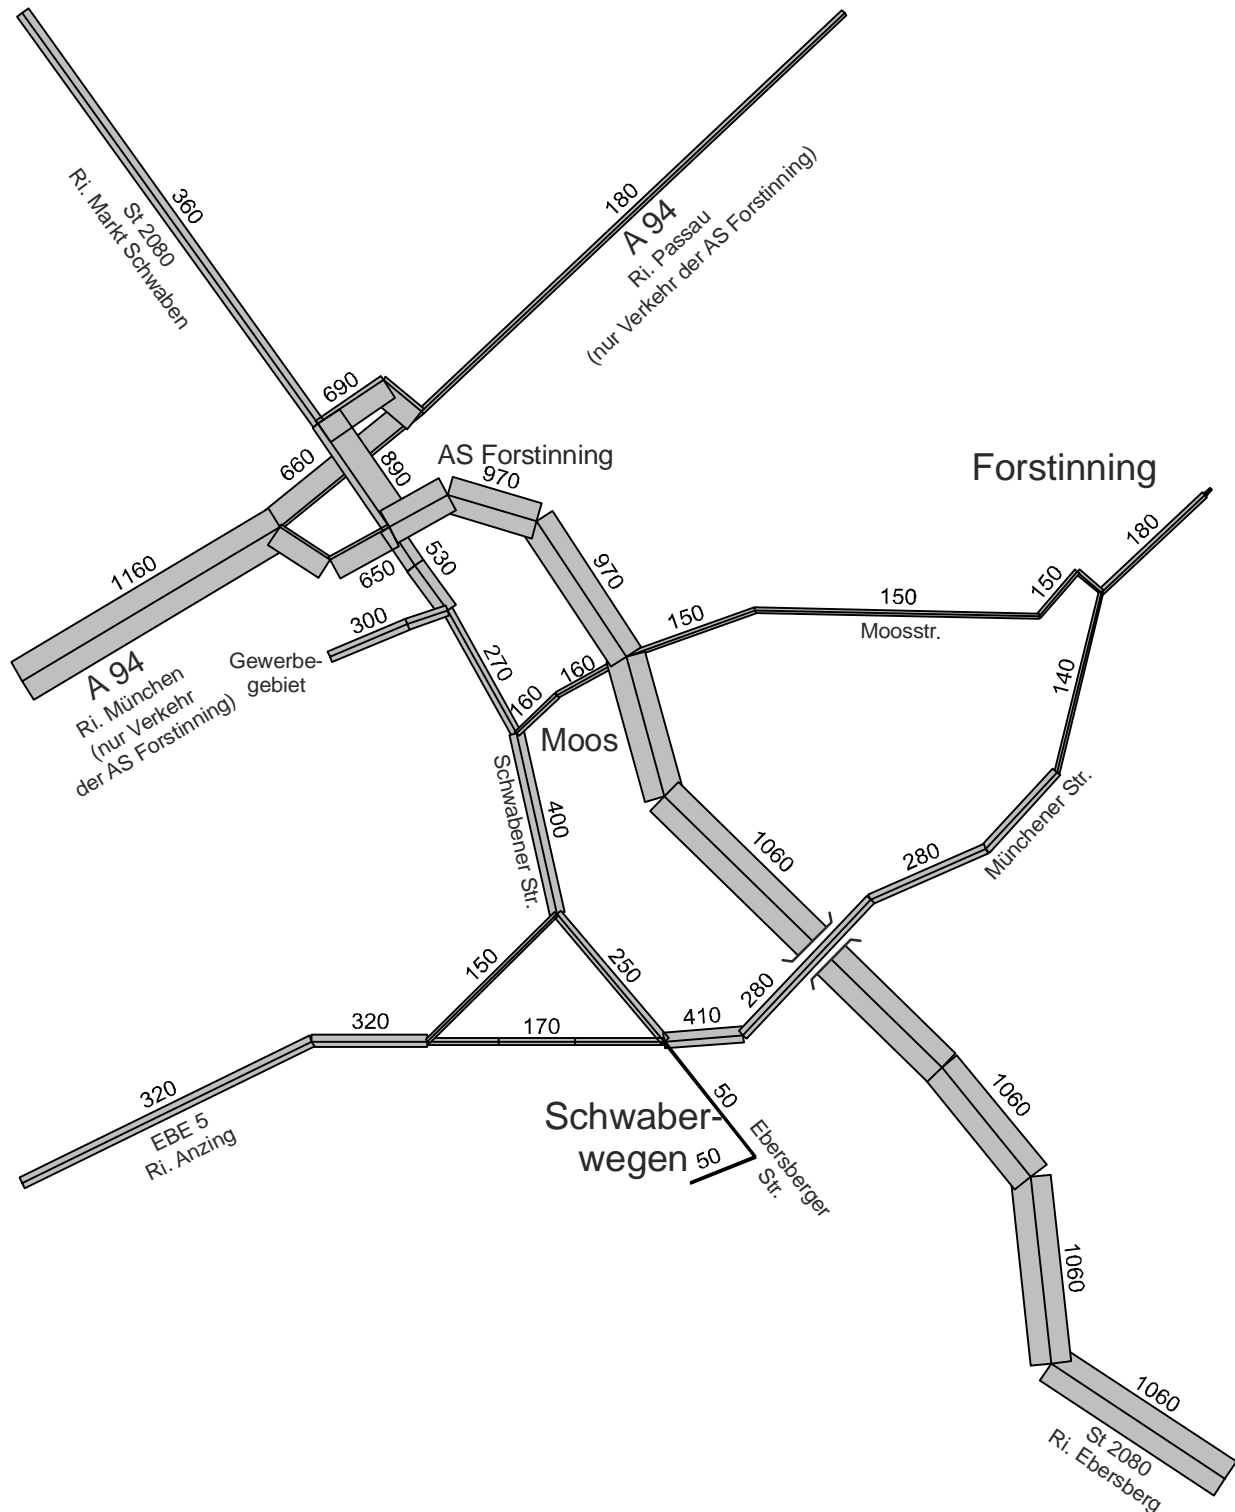 360
St 2080
Ri. Markt Schwaben
180
A 94
Ri. Passau
(nur Verkehr der AS Forstinning)
690
660
890
AS Forstinning
970
Forstinning
1160
650
530
970
180
300
Gewerbe-
gebiet
270
160
160
150
150
Moosstr.
150
140
A 94
Ri. München
(nur Verkehr
der AS Forstinning)
Moos
Schwabener Str.
400
1060
280
Münchener Str.
150
250
280
320
170
410
320
EBE 5
Ri. Anzing
Schwaber-
wegen
50
50
Ebersberger
Str.
1060
1060
1060
St 2080
Ri. Ebersberg